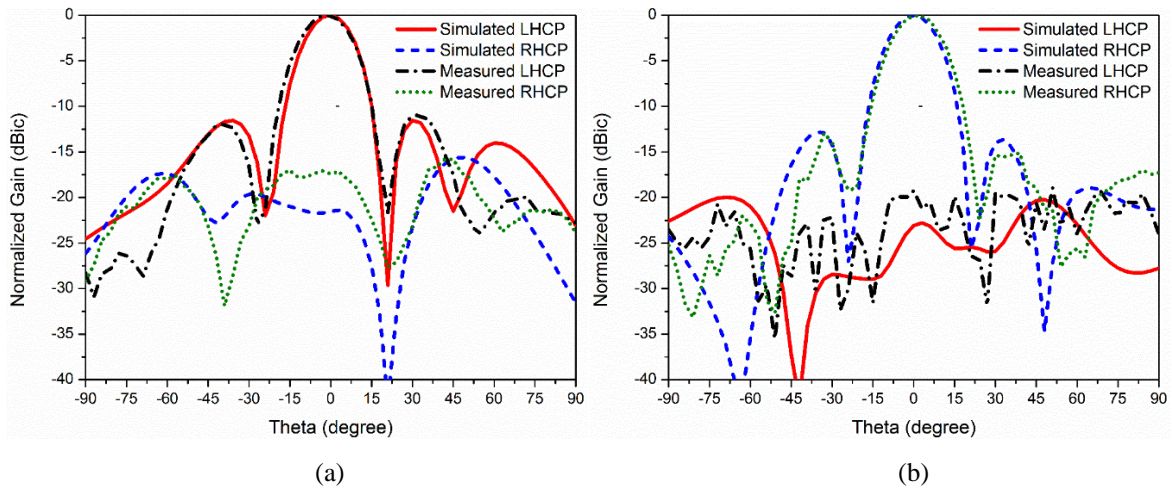 0
-5
-10
-15
-20
-25
-30
-35
-40
Normalized Gain (dBic)
Simulated LHCP
Simulated RHCP
Measured LHCP
Measured RHCP
-90 -75 -60 -45 -30 -15 0 15 30 45 60 75 90
Theta (degree)
(a)
0
-5
-10
-15
-20
-25
-30
-35
-40
Normalized Gain (dBic)
Simulated LHCP
Simulated RHCP
Measured LHCP
Measured RHCP
-90 -75 -60 -45 -30 -15 0 15 30 45 60 75 90
Theta (degree)
(b)